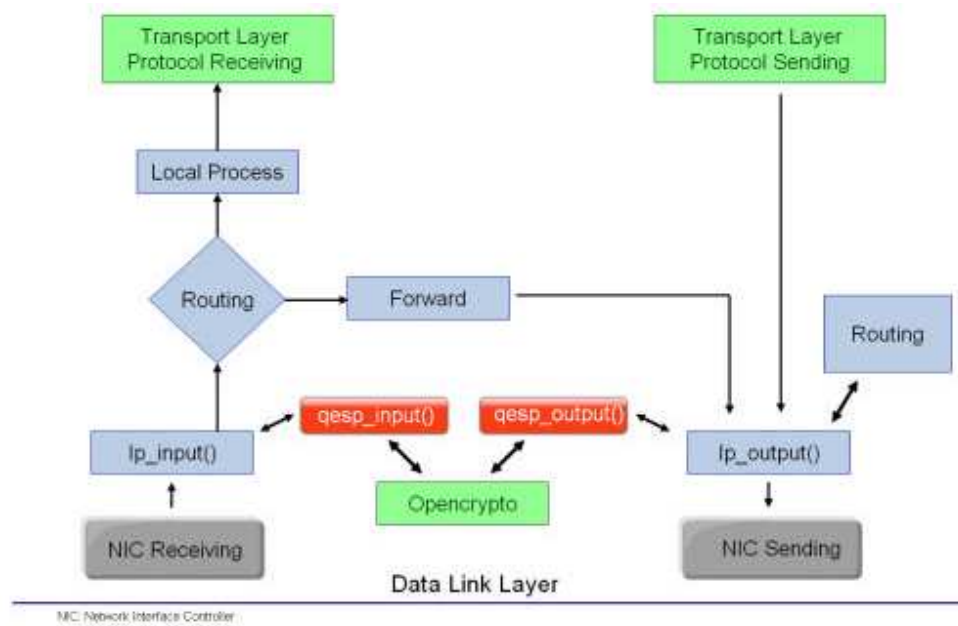 Transport Layer
Protocol Receiving
Transport Layer
Protocol Sending
Local Process
Routing
Forward
Routing
qesp_input()
qesp_output()
Ip_input()
Ip_output()
Opencrypto
NIC Receiving
NIC Sending
Data Link Layer
NIC: Network Interface Controller